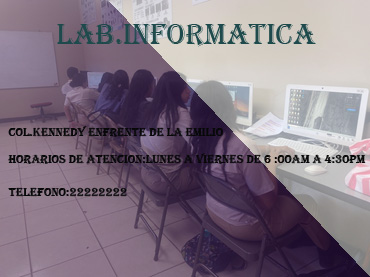 LAB.INFORMATICA
COL.KENNEDY ENFRENTE DE LA EMILIO
HORARIOS DE ATENCION:LUNES A VIERNES DE 6 :00AM A 4:30PM
TELEFONO:22222222